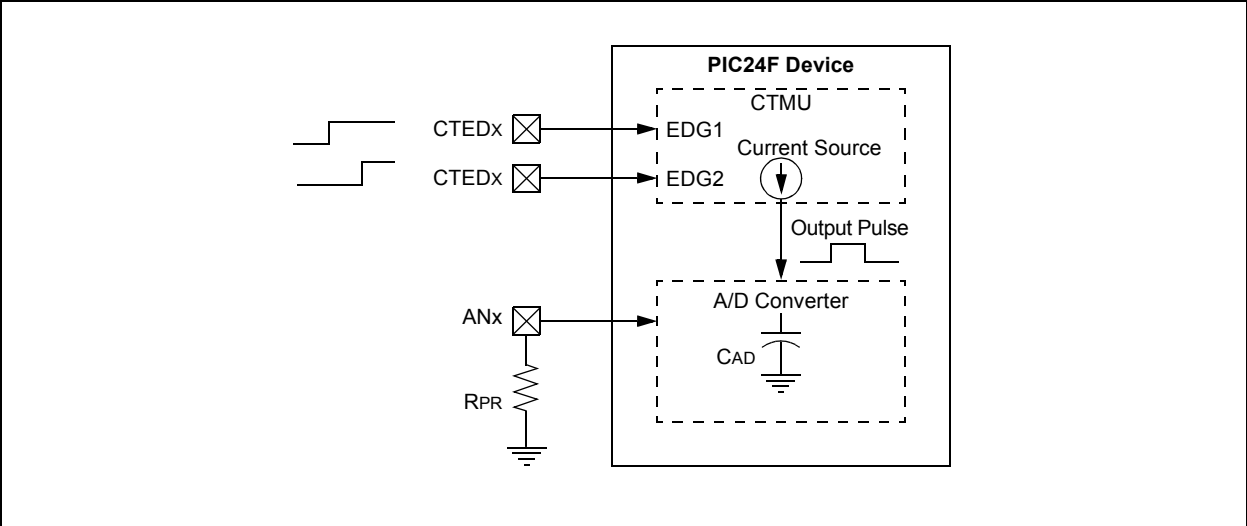 PIC24F Device
CTMU
CTEDX
EDG1
Current Source
CTEDX
EDG2
Output Pulse
A/D Converter
ANx
CAD
RPR